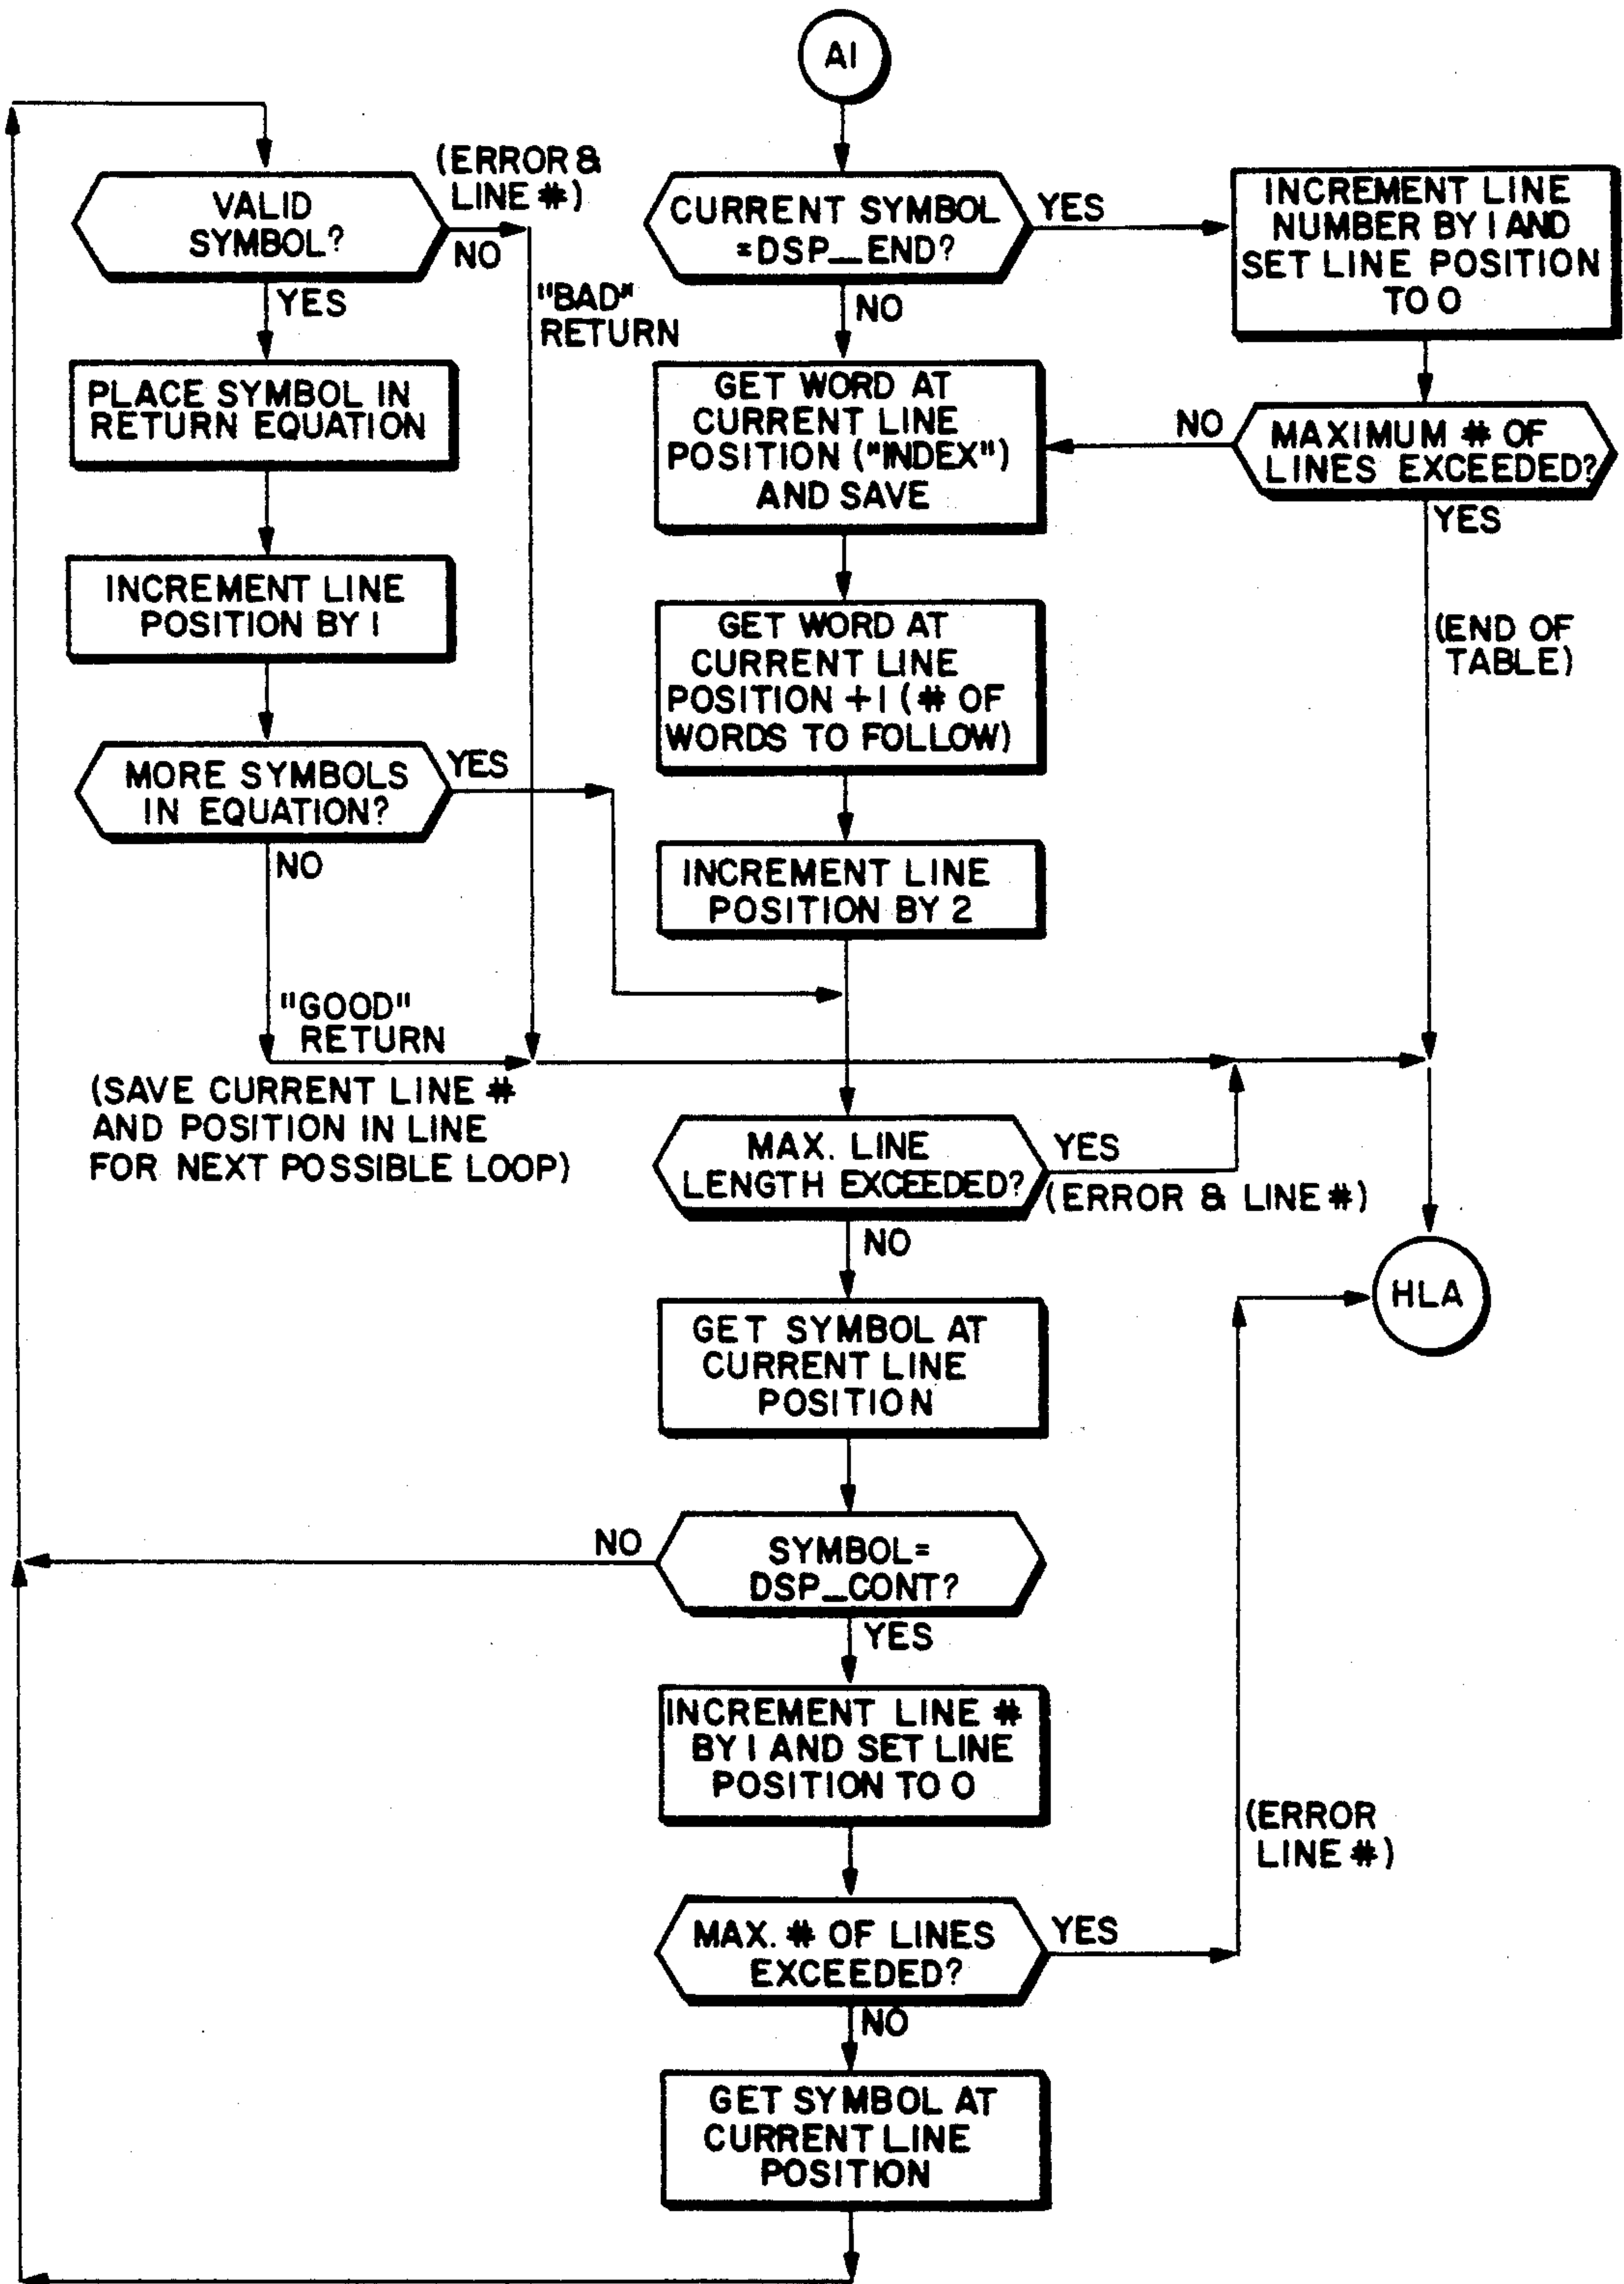 A1
VALID
SYMBOL?
(ERROR &
LINE #)
NO
YES
"BAD"
RETURN
PLACE SYMBOL IN
RETURN EQUATION
INCREMENT LINE
POSITION BY 1
MORE SYMBOLS
IN EQUATION?
YES
NO
"GOOD"
RETURN
(SAVE CURRENT LINE #
AND POSITION IN LINE
FOR NEXT POSSIBLE LOOP)
CURRENT SYMBOL
=DSP_END?
YES
NO
INCREMENT LINE
NUMBER BY 1 AND
SET LINE POSITION
TO 0
MAXIMUM # OF
LINES EXCEEDED?
NO
YES
(END OF
TABLE)
GET WORD AT
CURRENT LINE
POSITION ("INDEX")
AND SAVE
GET WORD AT
CURRENT LINE
POSITION +1 (# OF
WORDS TO FOLLOW)
INCREMENT LINE
POSITION BY 2
MAX. LINE
LENGTH EXCEEDED?
YES
(ERROR & LINE #)
NO
HLA
GET SYMBOL AT
CURRENT LINE
POSITION
SYMBOL=
DSP_CONT?
NO
YES
INCREMENT LINE #
BY 1 AND SET LINE
POSITION TO 0
(ERROR
LINE #)
MAX. # OF LINES
EXCEEDED?
YES
NO
GET SYMBOL AT
CURRENT LINE
POSITION